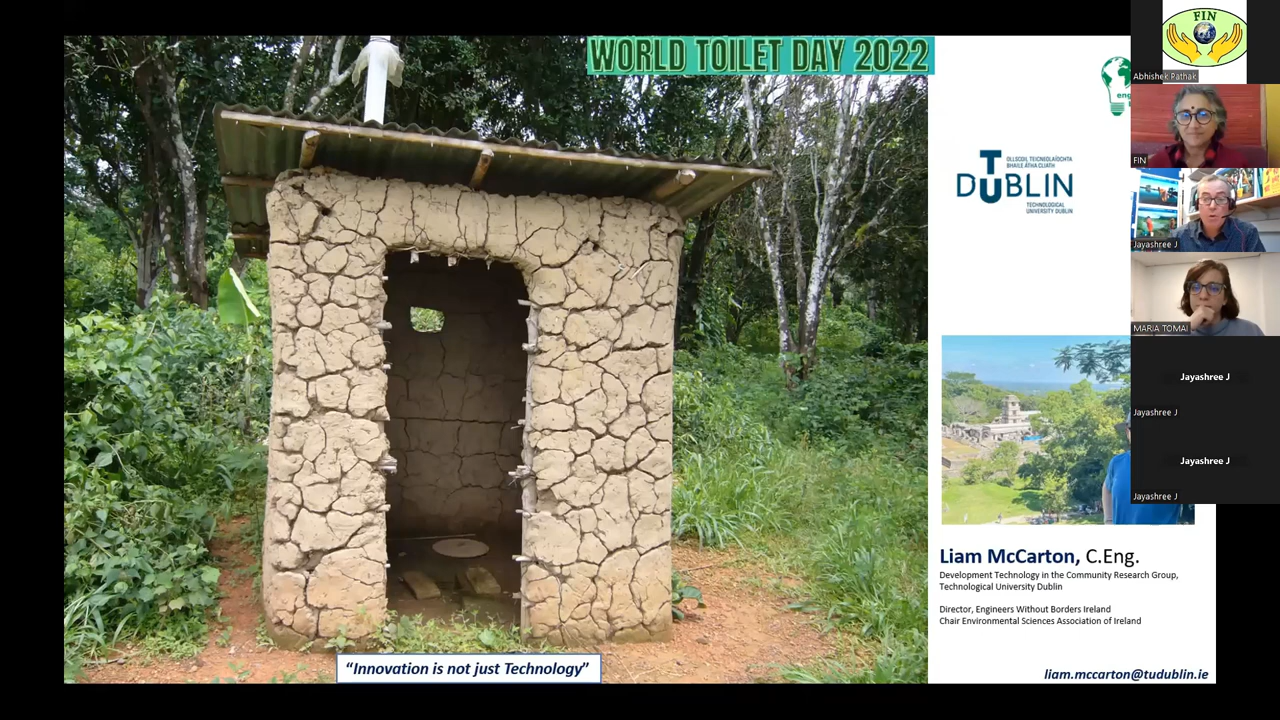 WORLD TOILET DAY 2022
T
DUBLIN
OLLSCOIL TEICNEOLAÍOCHTA
BHAILE ÁTHA CLIATH
TECHNOLOGICAL
UNIVERSITY DUBLIN
Liam McCarton, C.Eng.
Development Technology in the Community Research Group,
Technological University Dublin
Director, Engineers Without Borders Ireland
Chair Environmental Sciences Association of Ireland
liam.mccarton@tudublin.ie
“Innovation is not just Technology”
FIN
Abhishek Pathak
FIN
Jayashree J
MARIA TOMAI
Jayashree J
Jayashree J
Jayashree J
Jayashree J